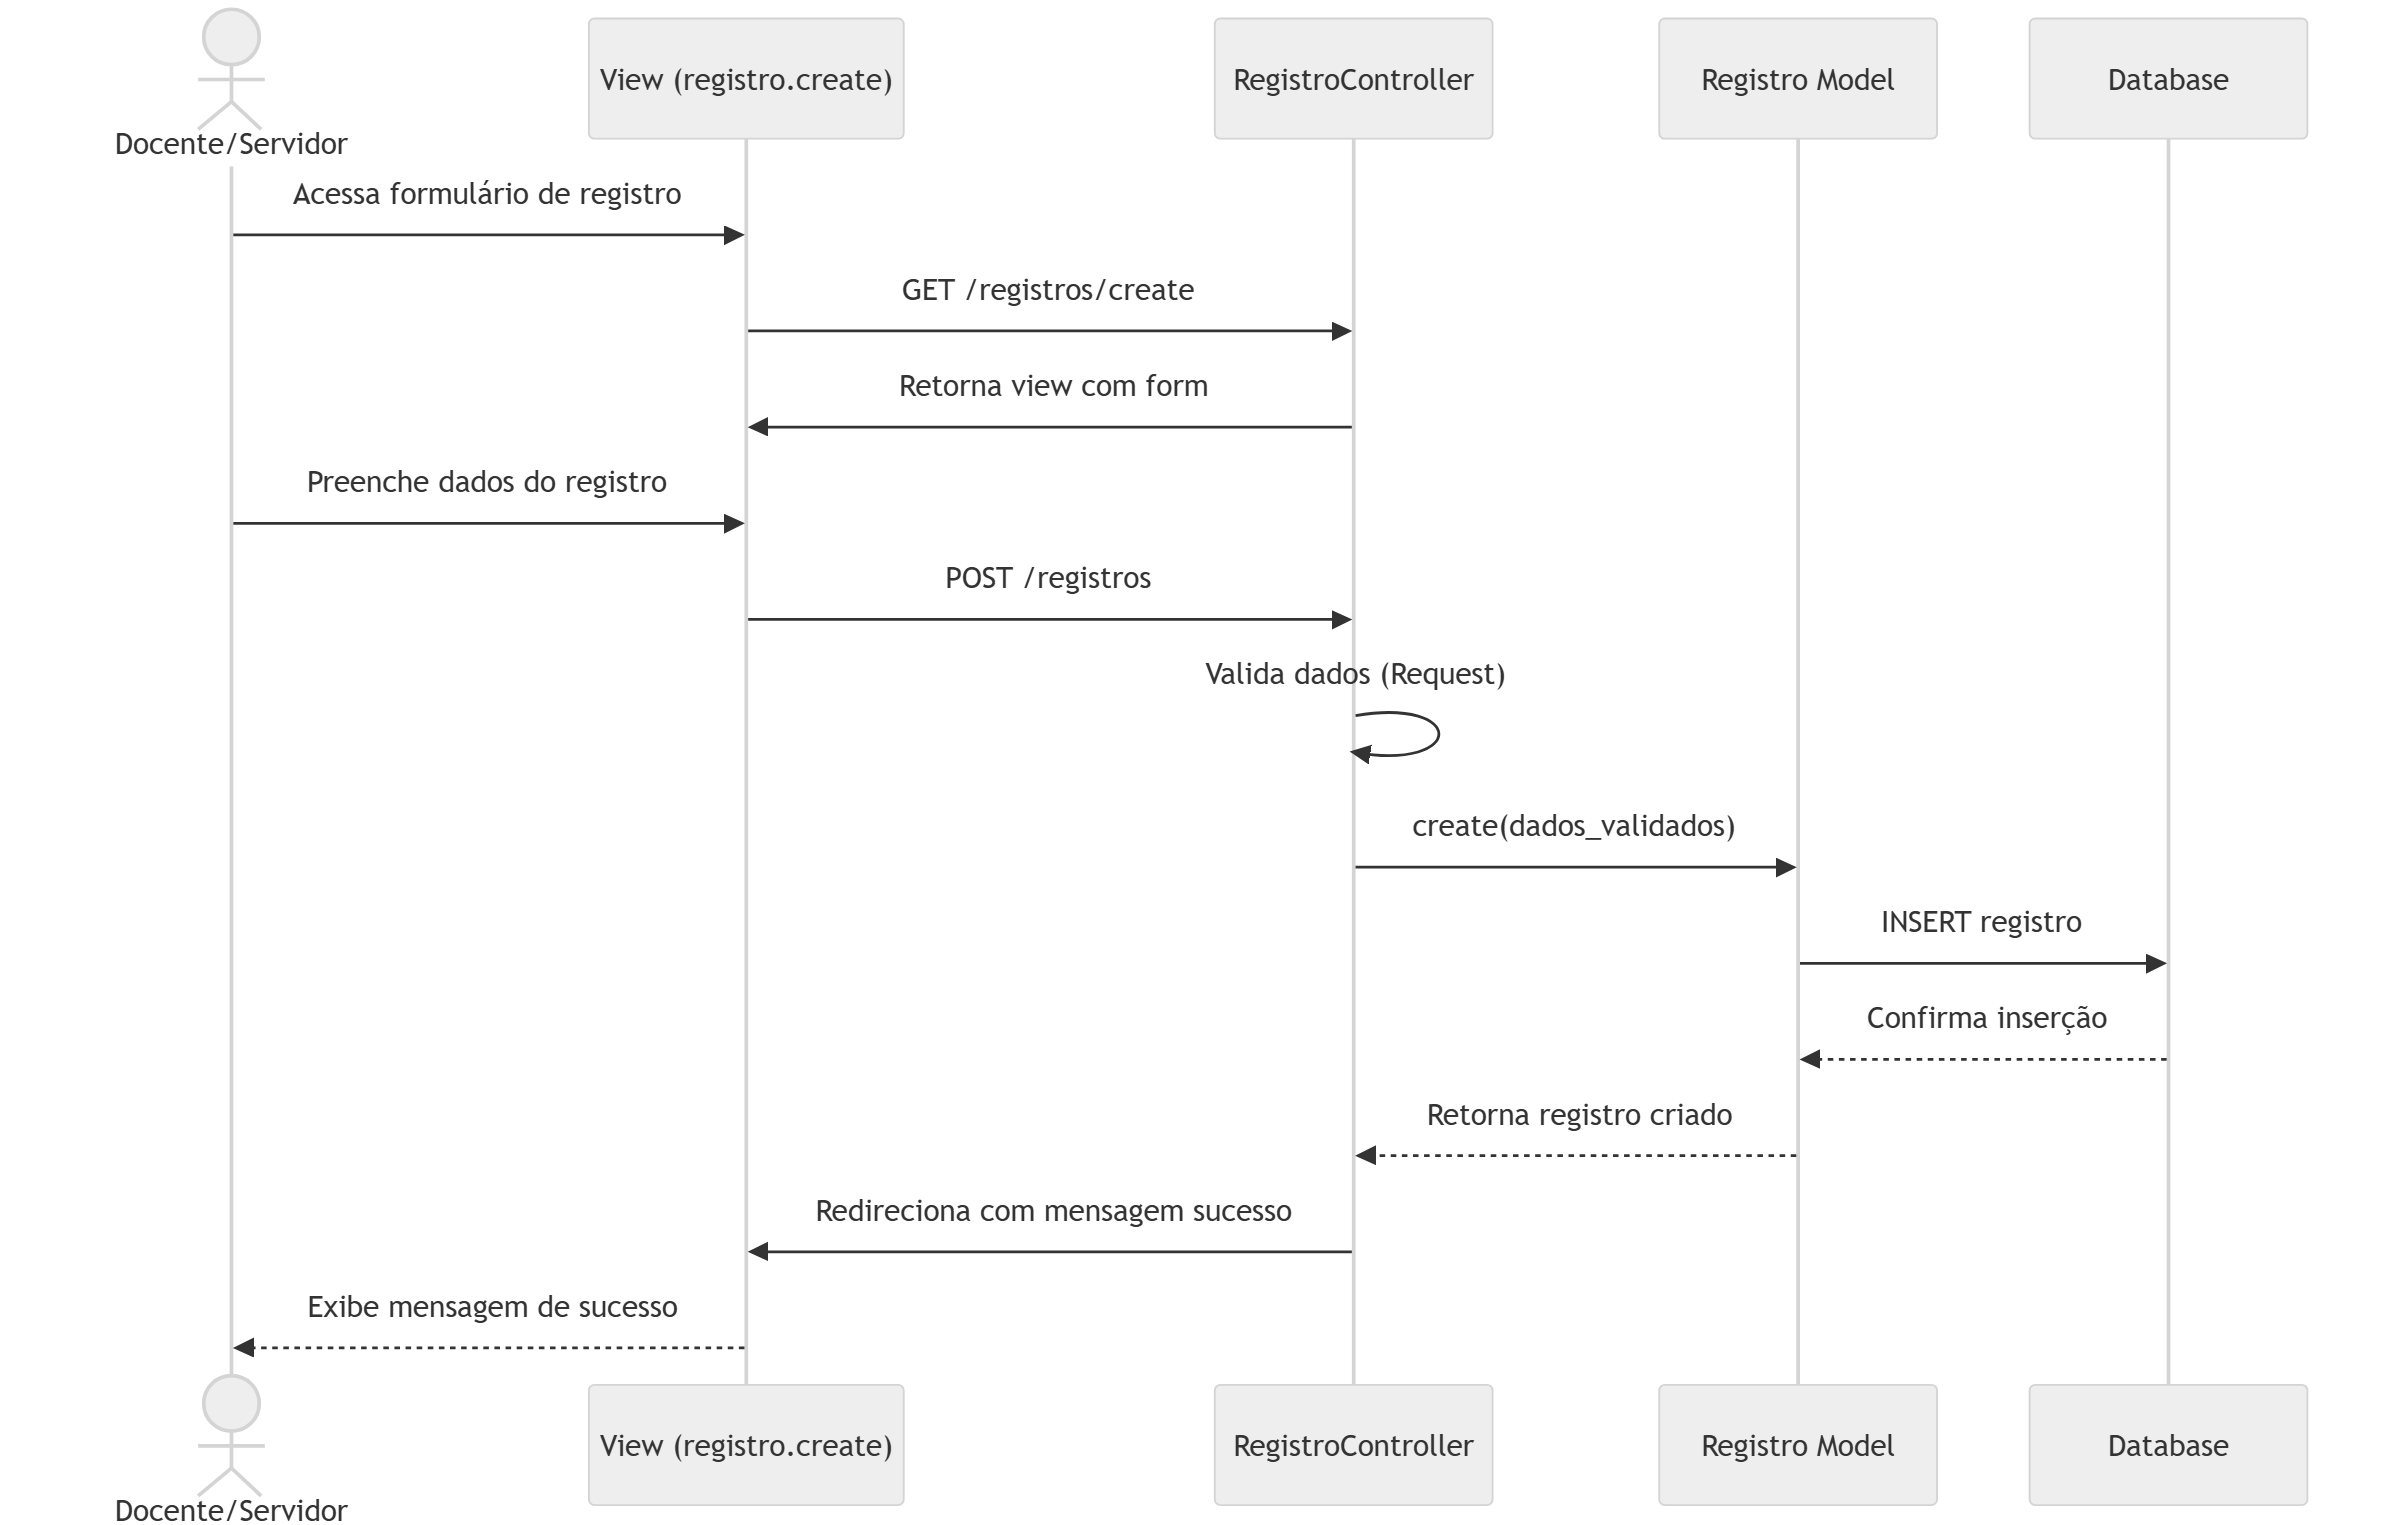 Docente/Servidor
View (registro.create)
RegistroController
Registro Model
Database
Acessa formulário de registro
GET /registros/create
Retorna view com form
Preenche dados do registro
POST /registros
Valida dados (Request)
create(dados_validados)
INSERT registro
Confirma inserção
Retorna registro criado
Redireciona com mensagem sucesso
Exibe mensagem de sucesso
Docente/Servidor
View (registro.create)
RegistroController
Registro Model
Database